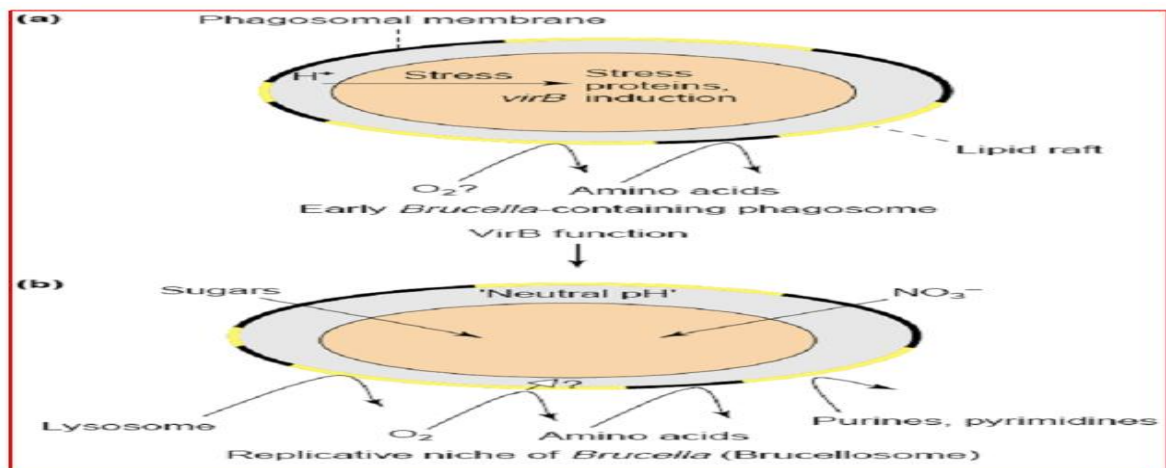 (a)
Phagosomal membrane
H⁺ Stress Stress
proteins,
virB induction
Lipid raft
O₂? Amino acids
Early Brucella-containing phagosome
VirB function
(b)
Sugars 'Neutral pH' NO₃⁻
?
Lysosome O₂ Amino acids Purines, pyrimidines
Replicative niche of Brucella (Brucellosome)